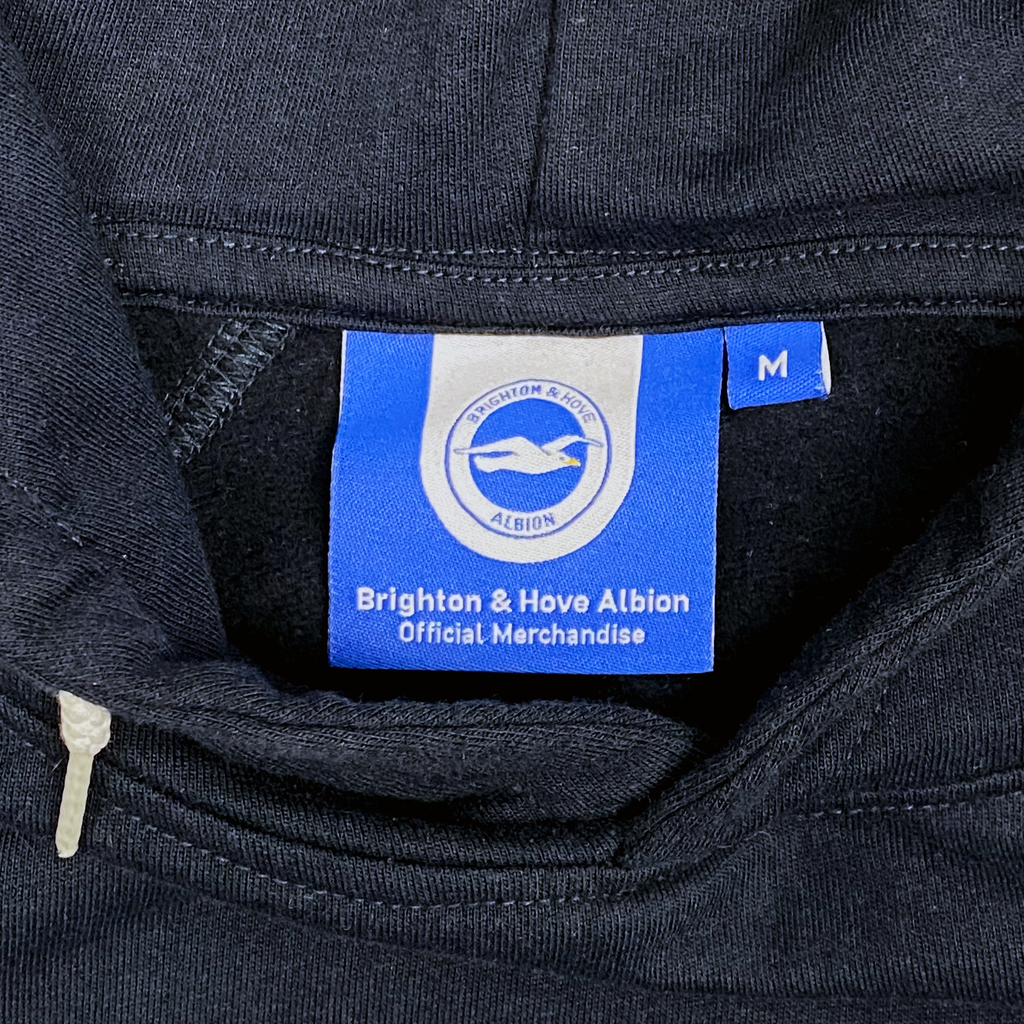 BRIGHTON & HOVE
ALBION
M
Brighton & Hove Albion
Official Merchandise